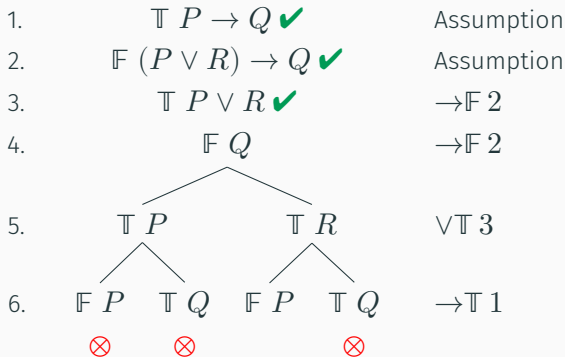 1. 𝕋 P → Q ✔ Assumption
2. 𝔽 (P ∨ R) → Q ✔ Assumption
3. 𝕋 P ∨ R ✔ →𝔽 2
4. 𝔽 Q →𝔽 2
5. 𝕋 P 𝕋 R ∨𝕋 3
6. 𝔽 P 𝕋 Q 𝔽 P 𝕋 Q →𝕋 1
⊗ ⊗ ⊗